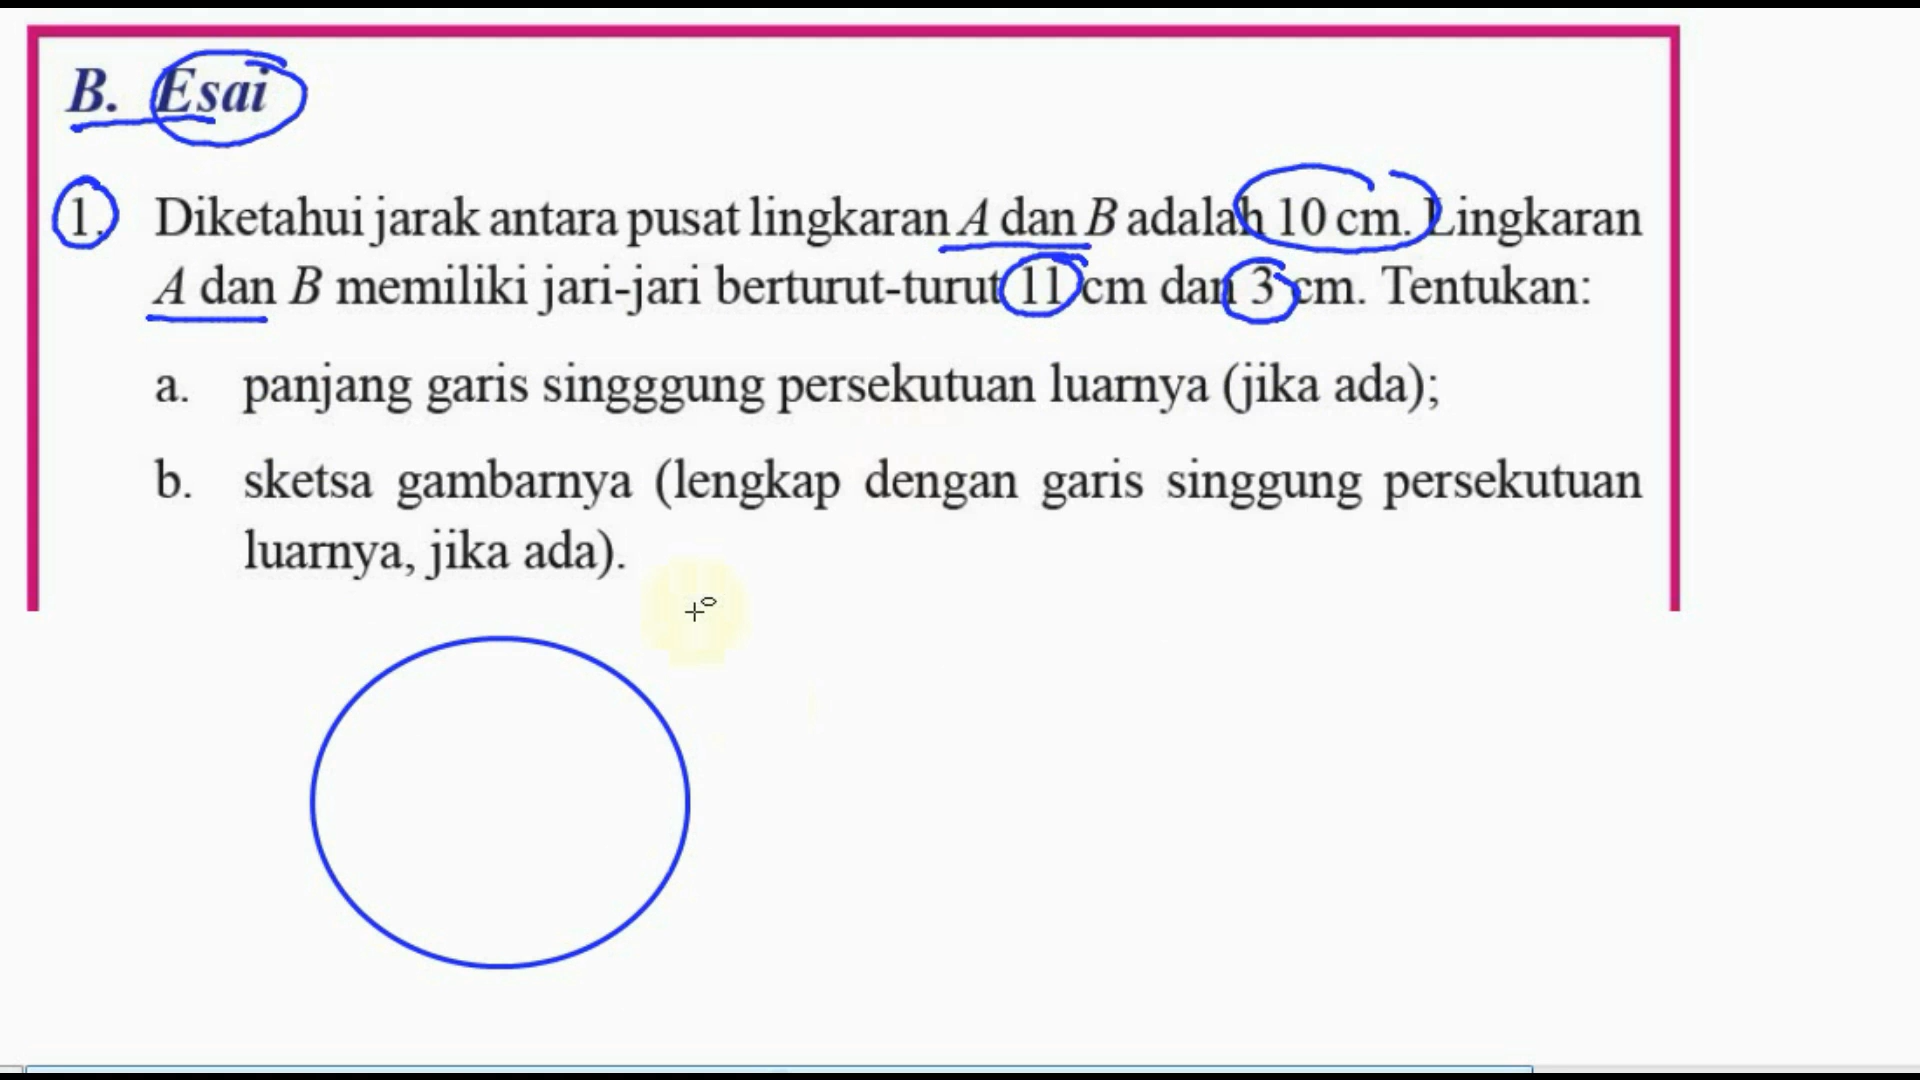 B. Esai
1. Diketahui jarak antara pusat lingkaran A dan B adalah 10 cm. Lingkaran
A dan B memiliki jari-jari berturut-turut 11 cm dan 3 cm. Tentukan:
a. panjang garis singggung persekutuan luarnya (jika ada);
b. sketsa gambarnya (lengkap dengan garis singgung persekutuan
luarnya, jika ada).